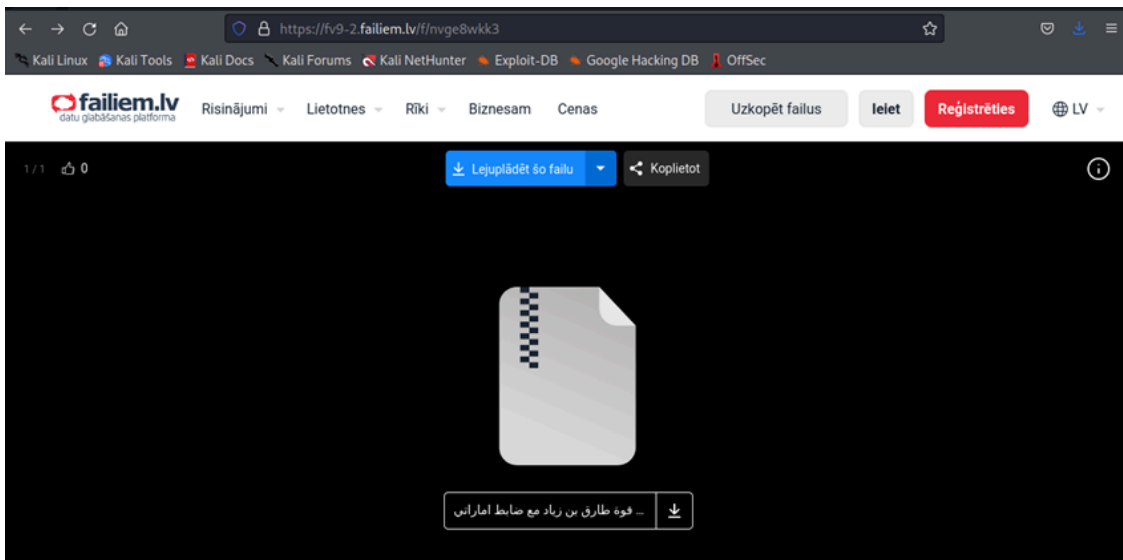 https://fv9-2.failiem.lv/f/nvge8wkk3
Kali Linux Kali Tools Kali Docs Kali Forums Kali NetHunter Exploit-DB Google Hacking DB OffSec
failiem.lv
datu glabāšanas platforma
Risinājumi Lietotnes Rīki Biznesam Cenas Uzkopēt failus Ieiet Reģistrēties LV
1/1 0 Lejuplādēt šo failu Koplietot
قوة طارق بن زياد مع ضابط اماراتي ...